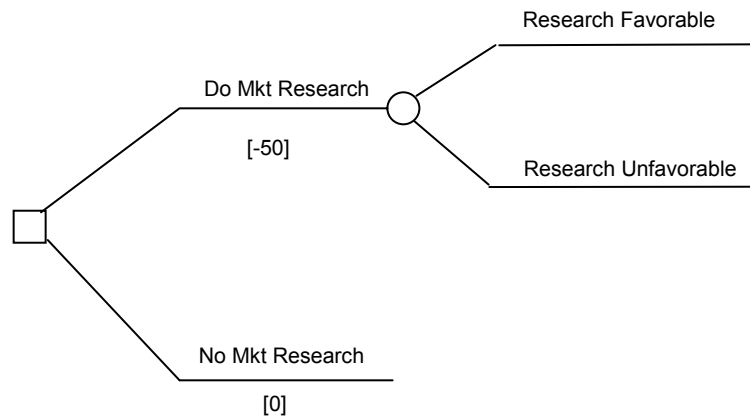 Research Favorable
Do Mkt Research
[-50]
Research Unfavorable
No Mkt Research
[0]